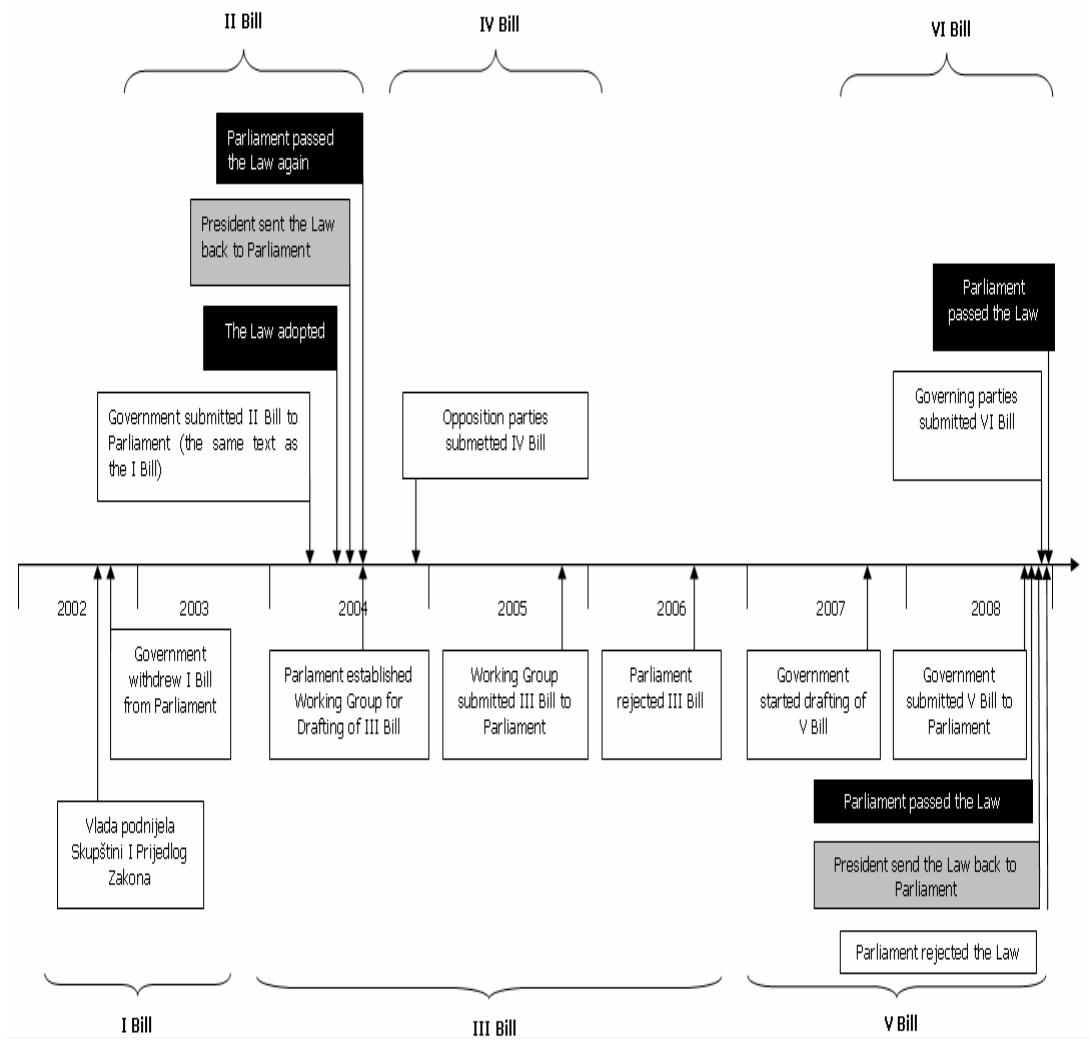 II Bill
IV Bill
VI Bill
Parliament passed
the Law again
President sent the Law
back to Parliament
The Law adopted
Government submitted II Bill to
Parliament (the same text as
the I Bill)
Opposition parties
submetted IV Bill
Parliament
passed the Law
Governing parties
submitted VI Bill
2002
2003
2004
2005
2006
2007
2008
Government
withdrew I Bill
from Parliament
Parlament established
Working Group for
Drafting of III Bill
Working Group
submitted III Bill to
Parliament
Parliament
rejected III Bill
Government
started drafting of
V Bill
Government
submitted V Bill to
Parliament
Vlada podnijela
Skupštini I Prijedlog
Zakona
Parliament passed the Law
President send the Law back to
Parliament
Parliament rejected the Law
I Bill
III Bill
V Bill